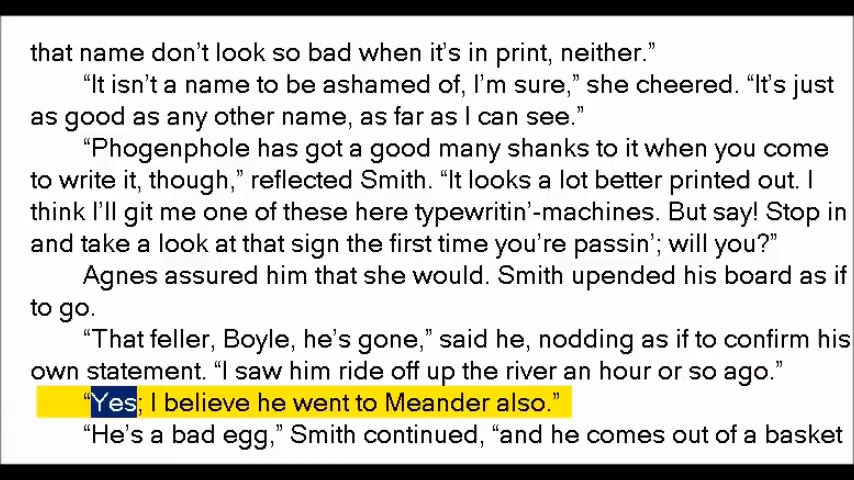 that name don’t look so bad when it’s in print, neither.”
“It isn’t a name to be ashamed of, I’m sure,” she cheered. “It’s just
as good as any other name, as far as I can see.”
“Phogenphole has got a good many shanks to it when you come
to write it, though,” reflected Smith. “It looks a lot better printed out. I
think I’ll git me one of these here typewritin’-machines. But say! Stop in
and take a look at that sign the first time you’re passin’; will you?”
Agnes assured him that she would. Smith upended his board as if
to go.
“That feller, Boyle, he’s gone,” said he, nodding as if to confirm his
own statement. “I saw him ride off up the river an hour or so ago.”
“Yes; I believe he went to Meander also.”
“He’s a bad egg,” Smith continued, “and he comes out of a basket